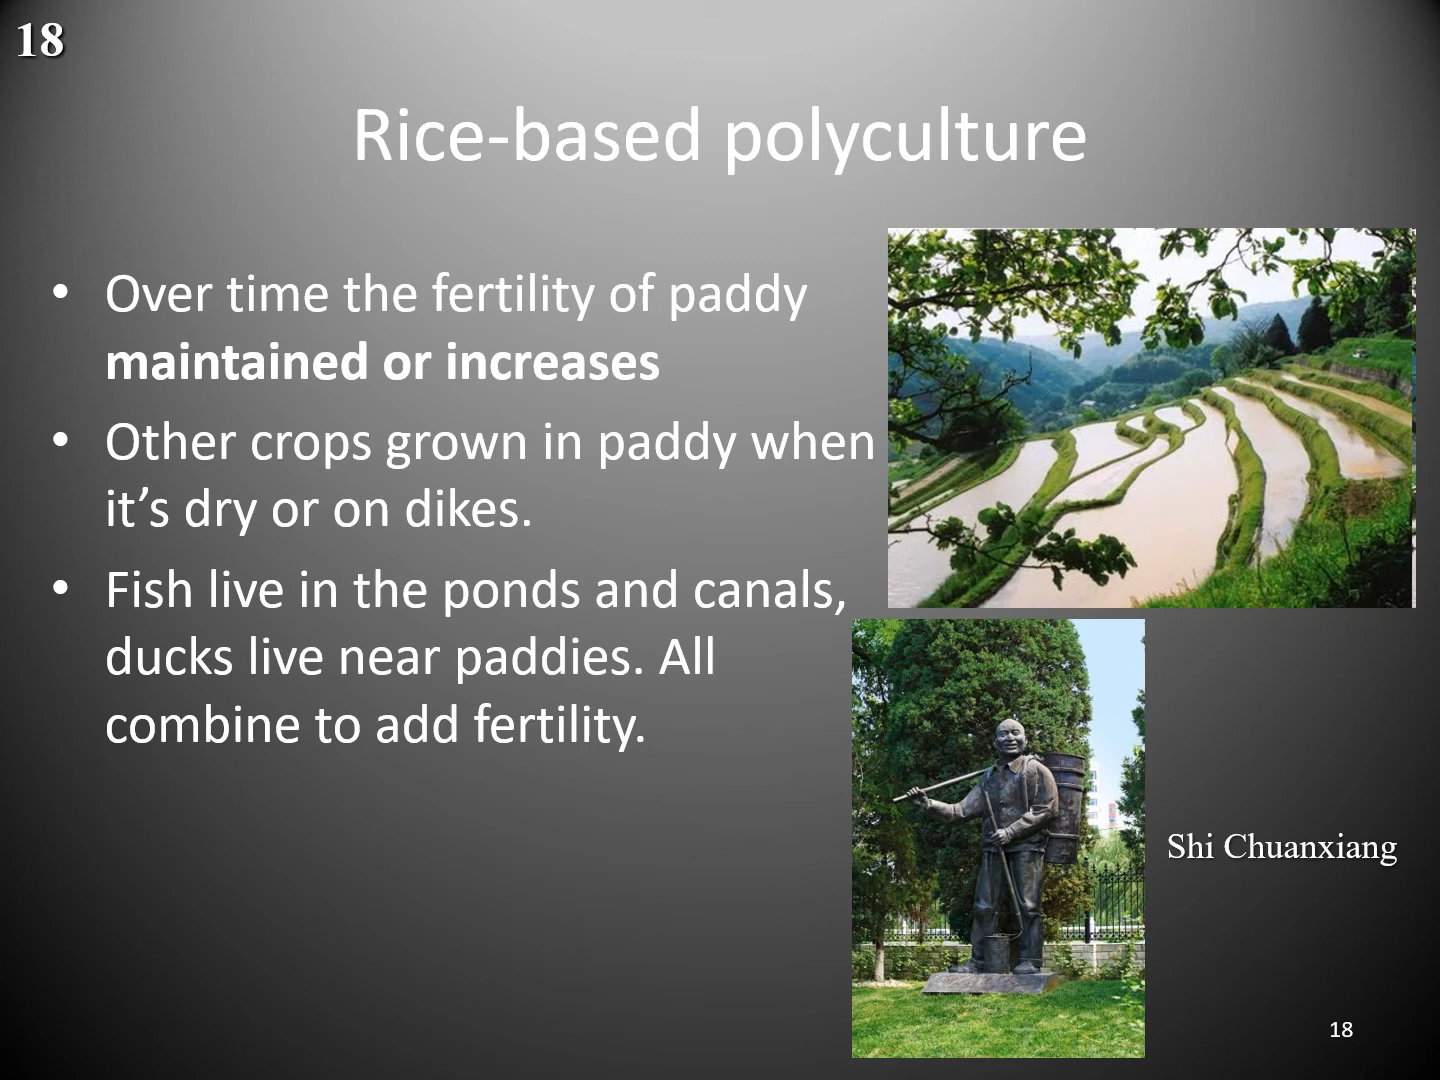 18
Rice-based polyculture
• Over time the fertility of paddy
maintained or increases
• Other crops grown in paddy when
it’s dry or on dikes.
• Fish live in the ponds and canals,
ducks live near paddies. All
combine to add fertility.
Shi Chuanxiang
18